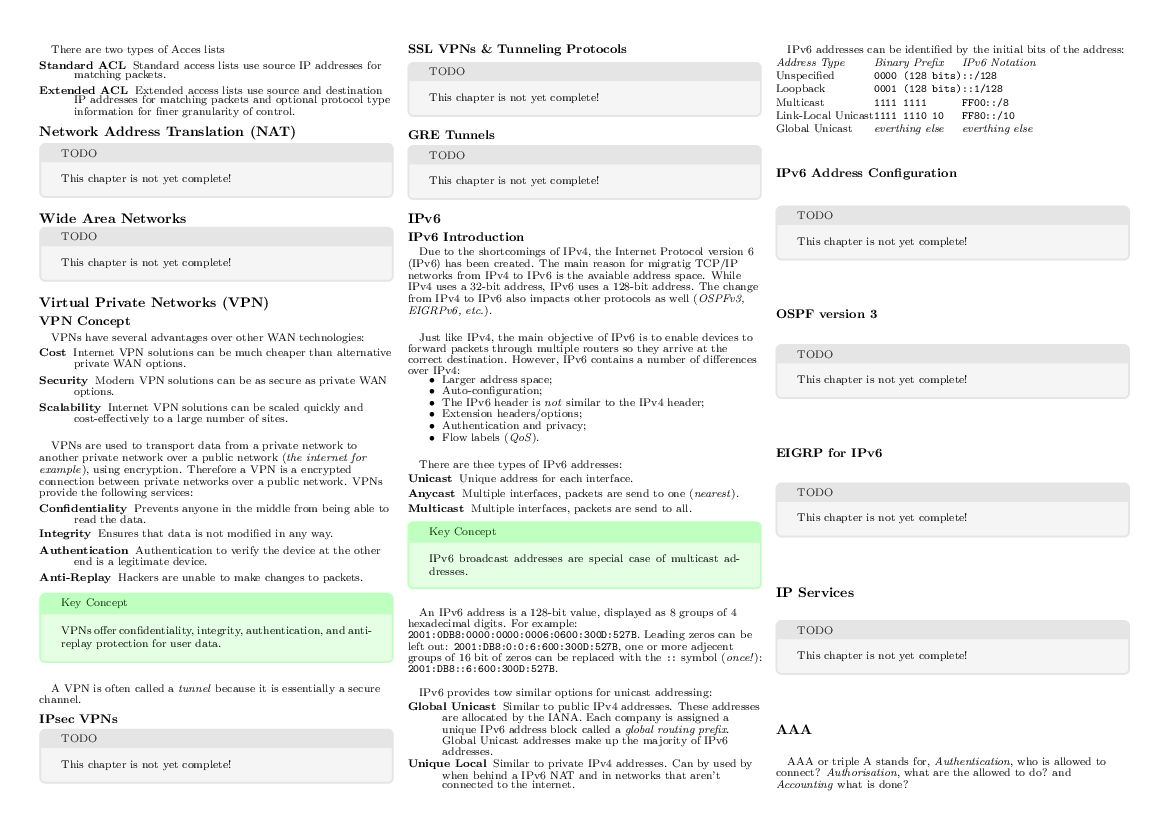 There are two types of Acces lists
Standard ACL Standard access lists use source IP addresses for
matching packets.
Extended ACL Extended access lists use source and destination
IP addresses for matching packets and optional protocol type
information for finer granularity of control.
Network Address Translation (NAT)
TODO
This chapter is not yet complete!
Wide Area Networks
TODO
This chapter is not yet complete!
Virtual Private Networks (VPN)
VPN Concept
VPNs have several advantages over other WAN technologies:
Cost Internet VPN solutions can be much cheaper than alternative
private WAN options.
Security Modern VPN solutions can be as secure as private WAN
options.
Scalability Internet VPN solutions can be scaled quickly and
cost-effectively to a large number of sites.
VPNs are used to transport data from a private network to
another private network over a public network (the internet for
example), using encryption. Therefore a VPN is a encrypted
connection between private networks over a public network. VPNs
provide the following services:
Confidentiality Prevents anyone in the middle from being able to
read the data.
Integrity Ensures that data is not modified in any way.
Authentication Authentication to verify the device at the other
end is a legitimate device.
Anti-Replay Hackers are unable to make changes to packets.
Key Concept
VPNs offer confidentiality, integrity, authentication, and anti-
replay protection for user data.
A VPN is often called a tunnel because it is essentially a secure
channel.
IPsec VPNs
TODO
This chapter is not yet complete!
SSL VPNs & Tunneling Protocols
TODO
This chapter is not yet complete!
GRE Tunnels
TODO
This chapter is not yet complete!
IPv6
IPv6 Introduction
Due to the shortcomings of IPv4, the Internet Protocol version 6
(IPv6) has been created. The main reason for migratig TCP/IP
networks from IPv4 to IPv6 is the avaiable address space. While
IPv4 uses a 32-bit address, IPv6 uses a 128-bit address. The change
from IPv4 to IPv6 also impacts other protocols as well (OSPFv3,
EIGRPv6, etc.).
Just like IPv4, the main objective of IPv6 is to enable devices to
forward packets through multiple routers so they arrive at the
correct destination. However, IPv6 contains a number of differences
over IPv4:
• Larger address space;
• Auto-configuration;
• The IPv6 header is not similar to the IPv4 header;
• Extension headers/options;
• Authentication and privacy;
• Flow labels (QoS).
There are thee types of IPv6 addresses:
Unicast Unique address for each interface.
Anycast Multiple interfaces, packets are send to one (nearest).
Multicast Multiple interfaces, packets are send to all.
Key Concept
IPv6 broadcast addresses are special case of multicast ad-
dresses.
An IPv6 address is a 128-bit value, displayed as 8 groups of 4
hexadecimal digits. For example:
2001:0DB8:0000:0000:0006:0600:300D:527B. Leading zeros can be
left out: 2001:DB8:0:0:6:600:300D:527B, one or more adjecent
groups of 16 bit of zeros can be replaced with the :: symbol (once!):
2001:DB8::6:600:300D:527B.
IPv6 provides tow similar options for unicast addressing:
Global Unicast Similar to public IPv4 addresses. These addresses
are allocated by the IANA. Each company is assigned a
unique IPv6 address block called a global routing prefix.
Global Unicast addresses make up the majority of IPv6
addresses.
Unique Local Similar to private IPv4 addresses. Can by used by
when behind a IPv6 NAT and in networks that aren't
connected to the internet.
IPv6 addresses can be identified by the initial bits of the address:
Address Type Binary Prefix IPv6 Notation
Unspecified 0000 (128 bits) ::/128
Loopback 0001 (128 bits) ::1/128
Multicast 1111 1111 FF00::/8
Link-Local Unicast 1111 1110 10 FF80::/10
Global Unicast everthing else everthing else
IPv6 Address Configuration
TODO
This chapter is not yet complete!
OSPF version 3
TODO
This chapter is not yet complete!
EIGRP for IPv6
TODO
This chapter is not yet complete!
IP Services
TODO
This chapter is not yet complete!
AAA
AAA or triple A stands for, Authentication, who is allowed to
connect? Authorisation, what are the allowed to do? and
Accounting what is done?